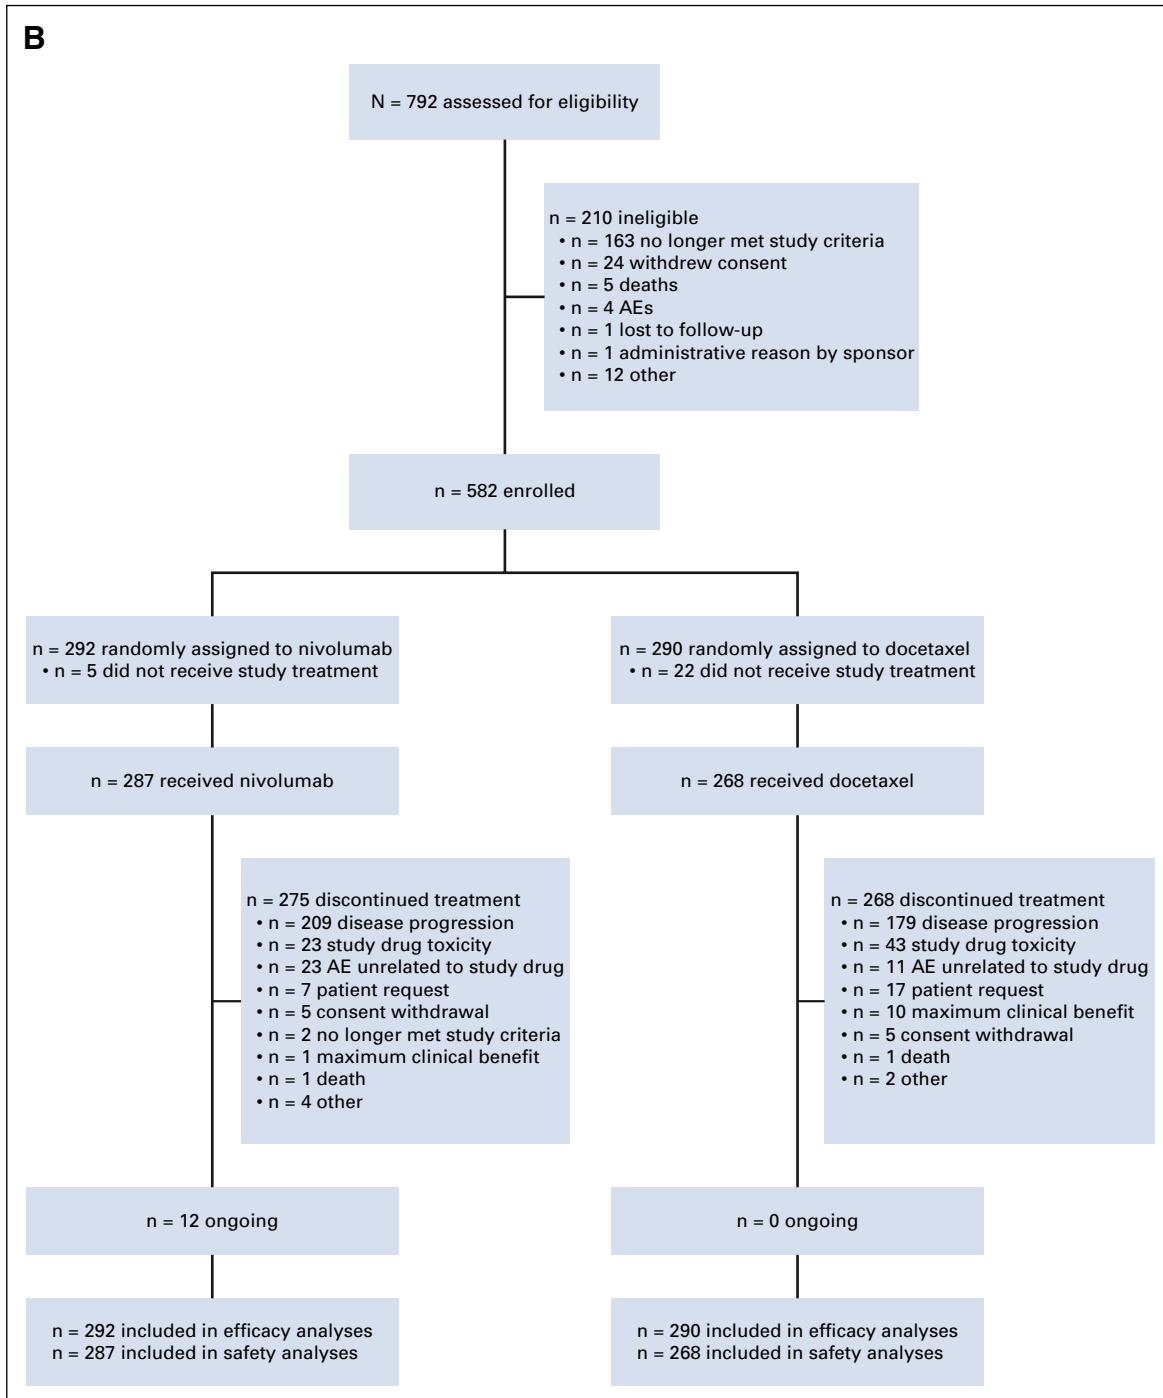 B
N = 792 assessed for eligibility
n = 210 ineligible
• n = 163 no longer met study criteria
• n = 24 withdrew consent
• n = 5 deaths
• n = 4 AEs
• n = 1 lost to follow-up
• n = 1 administrative reason by sponsor
• n = 12 other
n = 582 enrolled
n = 292 randomly assigned to nivolumab
• n = 5 did not receive study treatment
n = 290 randomly assigned to docetaxel
• n = 22 did not receive study treatment
n = 287 received nivolumab
n = 268 received docetaxel
n = 275 discontinued treatment
• n = 209 disease progression
• n = 23 study drug toxicity
• n = 23 AE unrelated to study drug
• n = 7 patient request
• n = 5 consent withdrawal
• n = 2 no longer met study criteria
• n = 1 maximum clinical benefit
• n = 1 death
• n = 4 other
n = 268 discontinued treatment
• n = 179 disease progression
• n = 43 study drug toxicity
• n = 11 AE unrelated to study drug
• n = 17 patient request
• n = 10 maximum clinical benefit
• n = 5 consent withdrawal
• n = 1 death
• n = 2 other
n = 12 ongoing
n = 0 ongoing
n = 292 included in efficacy analyses
n = 287 included in safety analyses
n = 290 included in efficacy analyses
n = 268 included in safety analyses